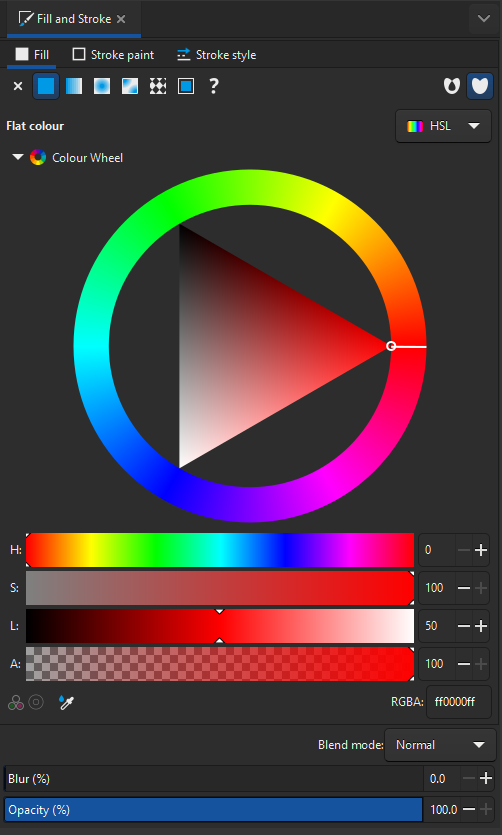 Fill and Stroke
Fill Stroke paint Stroke style
?
Flat colour HSL
Colour Wheel
H: 0
S: 100
L: 50
A: 100
RGBA: ff0000ff
Blend mode: Normal
Blur (%) 0.0
Opacity (%) 100.0